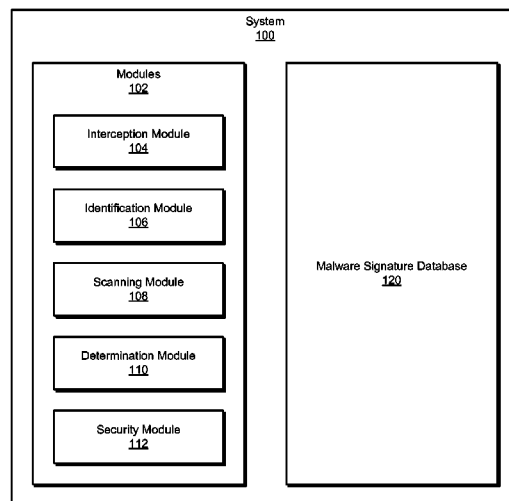 System
100
Modules
102
Interception Module
104
Identification Module
106
Scanning Module
108
Determination Module
110
Security Module
112
Malware Signature Database
120